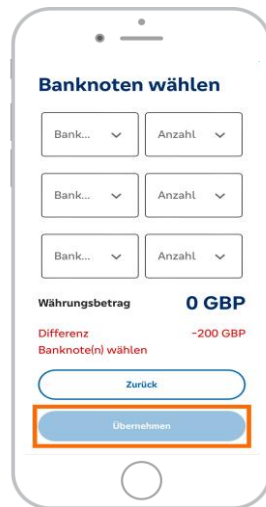 Banknoten wählen
Bank... Anzahl
Bank... Anzahl
Bank... Anzahl
Währungsbetrag 0 GBP
Differenz -200 GBP
Banknote(n) wählen
Zurück
Übernehmen